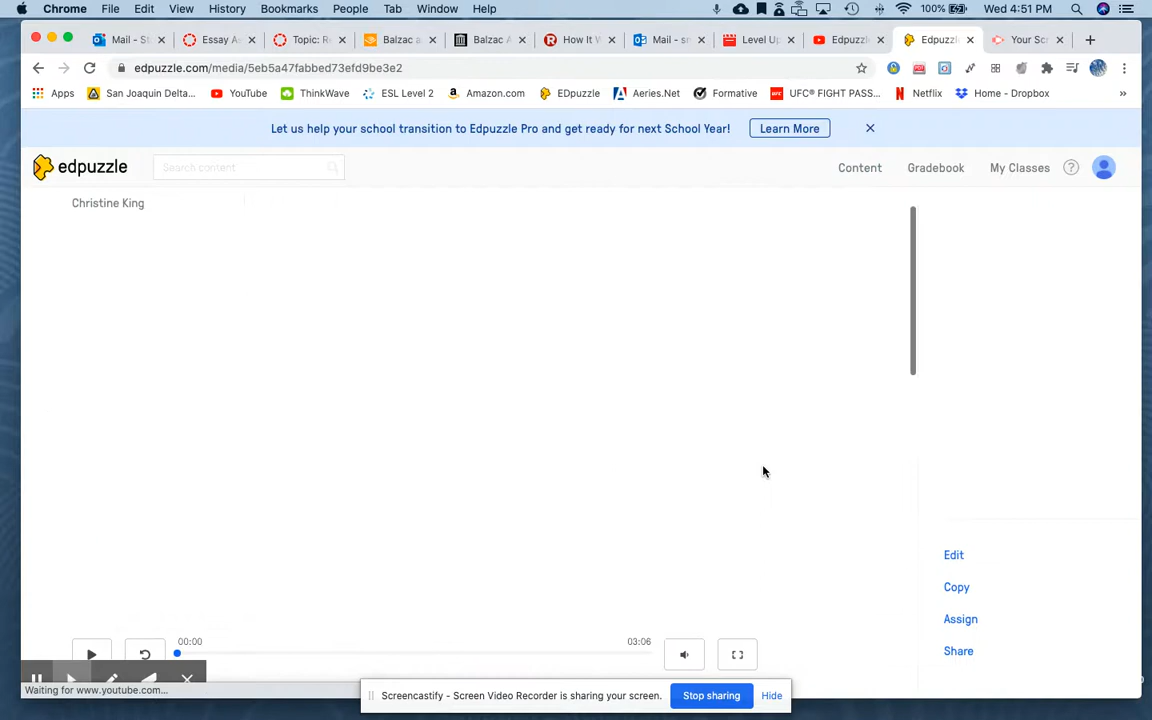 Chrome File Edit View History Bookmarks People Tab Window Help 100% Wed 4:51 PM
Mail - St Essay A Topic: R Balzac a Balzac A How It W Mail - sn Level Up Edpuzzl Edpuzzl Your Scr
edpuzzle.com/media/5eb5a47fabbed73efd9be3e2
Apps San Joaquin Delta... YouTube ThinkWave ESL Level 2 Amazon.com EDpuzzle Aeries.Net Formative UFC® FIGHT PASS... Netflix Home - Dropbox »
Let us help your school transition to Edpuzzle Pro and get ready for next School Year! Learn More
edpuzzle Search content Content Gradebook My Classes ?
Christine King
Edit
Copy
Assign
Share
00:00 03:06
Waiting for www.youtube.com...
Screencastify - Screen Video Recorder is sharing your screen. Stop sharing Hide